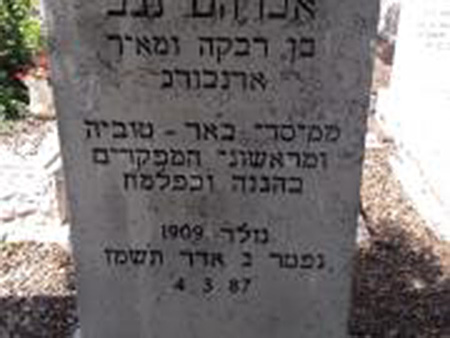 אברהם
בן רבקה ומאיר
ארנבורג
ממיסדי באר - טוביה
ומראשוני המפקדים
בהגנה ובפלמח
נולד 1909
נפטר ג אדר תשמז
4 3 87